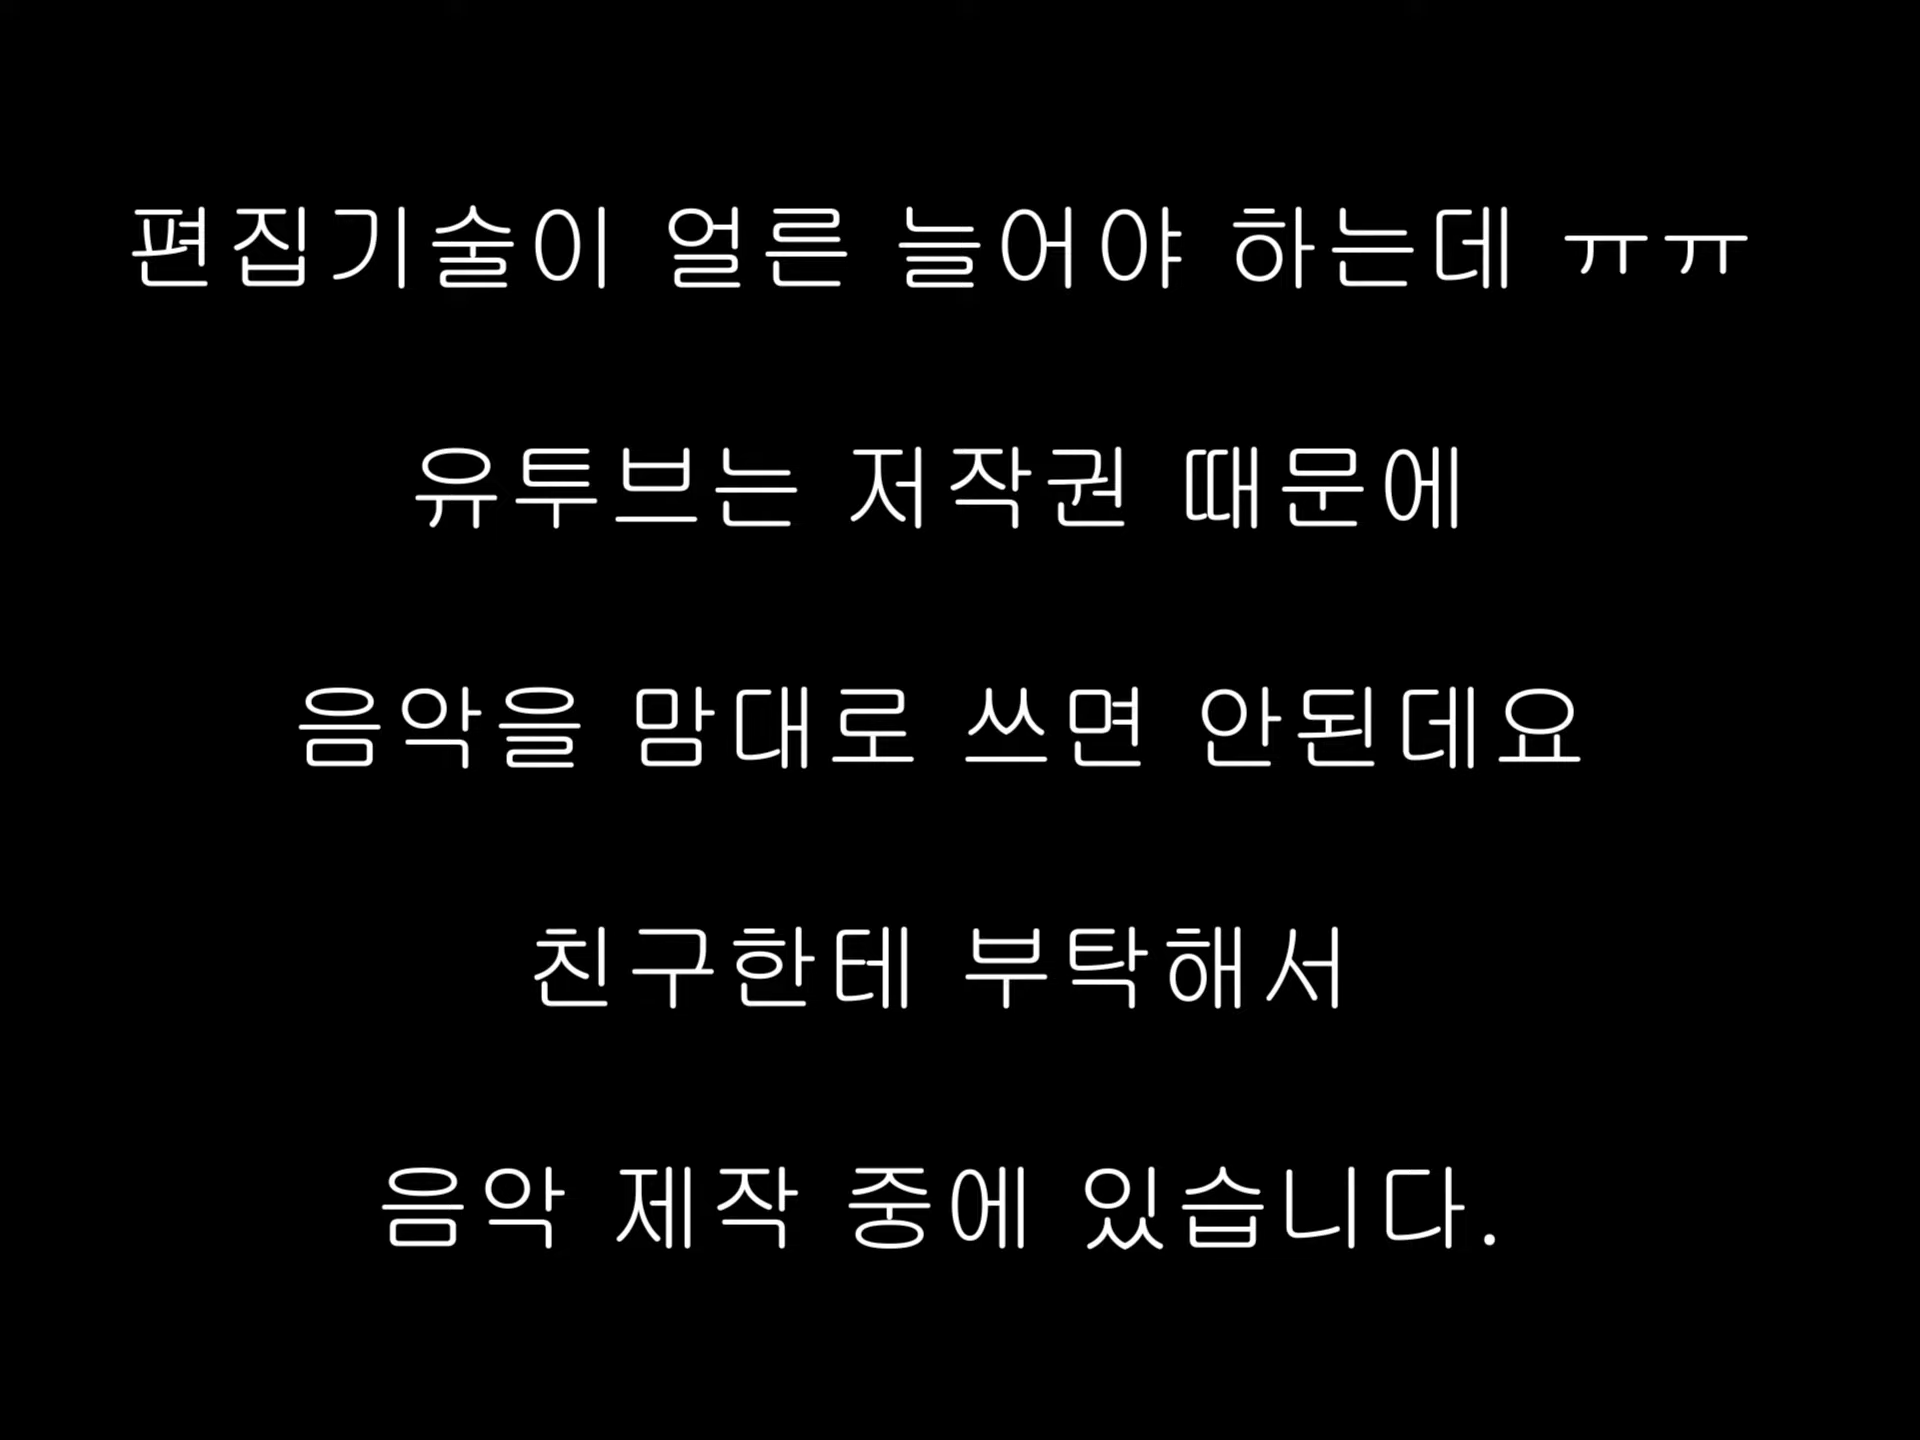 편집기술이 얼른 늘어야 하는데 ㅠㅠ
유투브는 저작권 때문에
음악을 맘대로 쓰면 안된데요
친구한테 부탁해서
음악 제작 중에 있습니다.